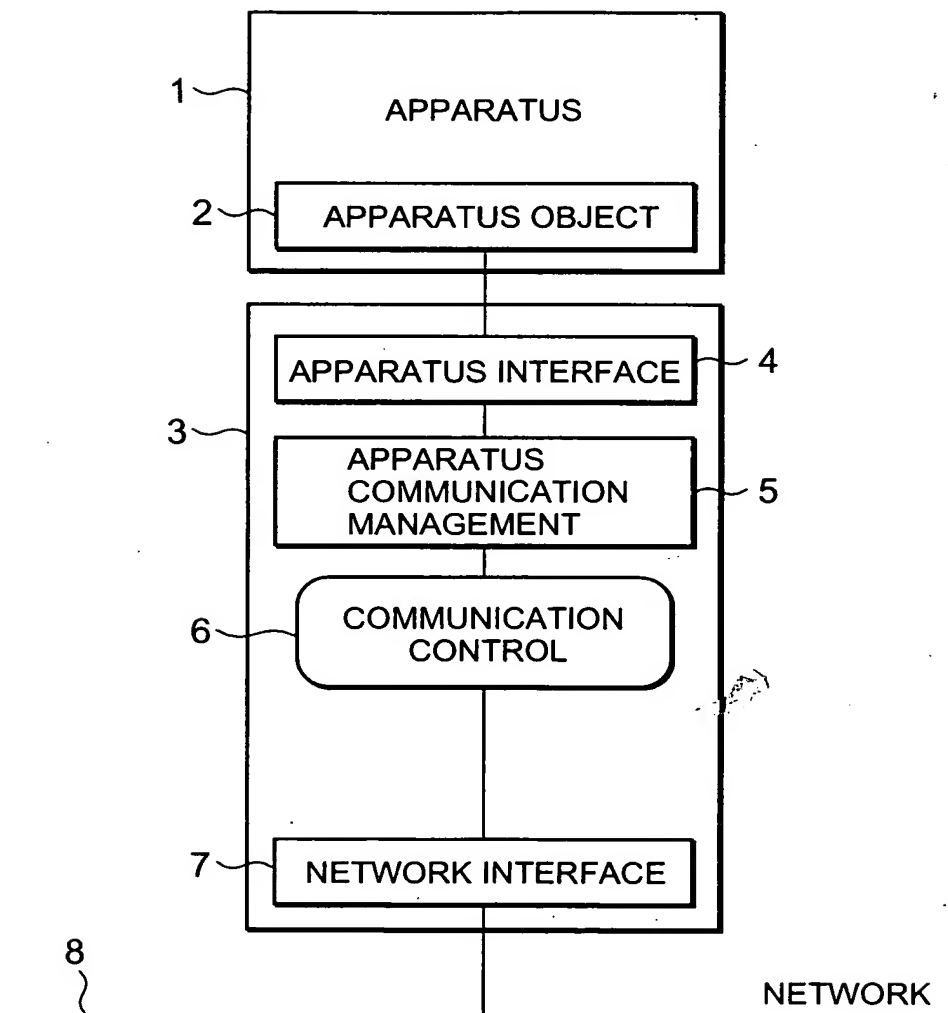 1
APPARATUS
2
APPARATUS OBJECT
APPARATUS INTERFACE
4
3
APPARATUS
COMMUNICATION
MANAGEMENT
5
6
COMMUNICATION
CONTROL
7
NETWORK INTERFACE
8
NETWORK